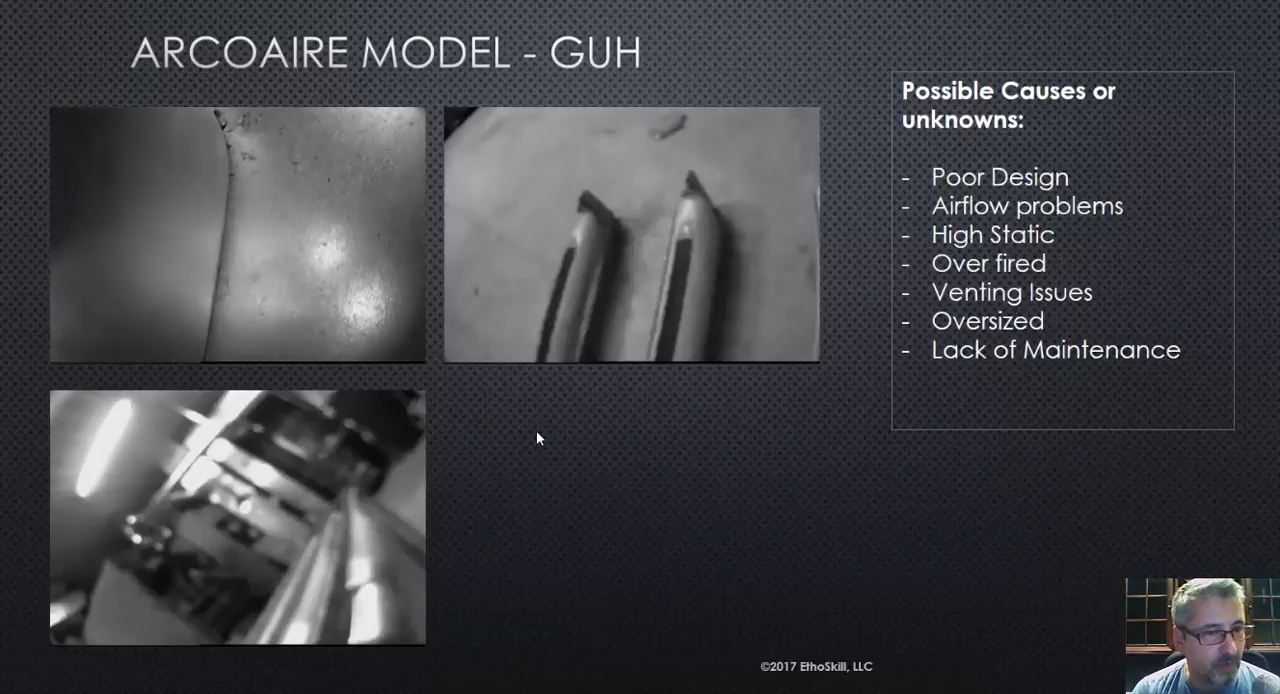 ARCOAIRE MODEL - GUH
Possible Causes or
unknowns:
- Poor Design
- Airflow problems
- High Static
- Over fired
- Venting Issues
- Oversized
- Lack of Maintenance
©2017 EthoSkill, LLC